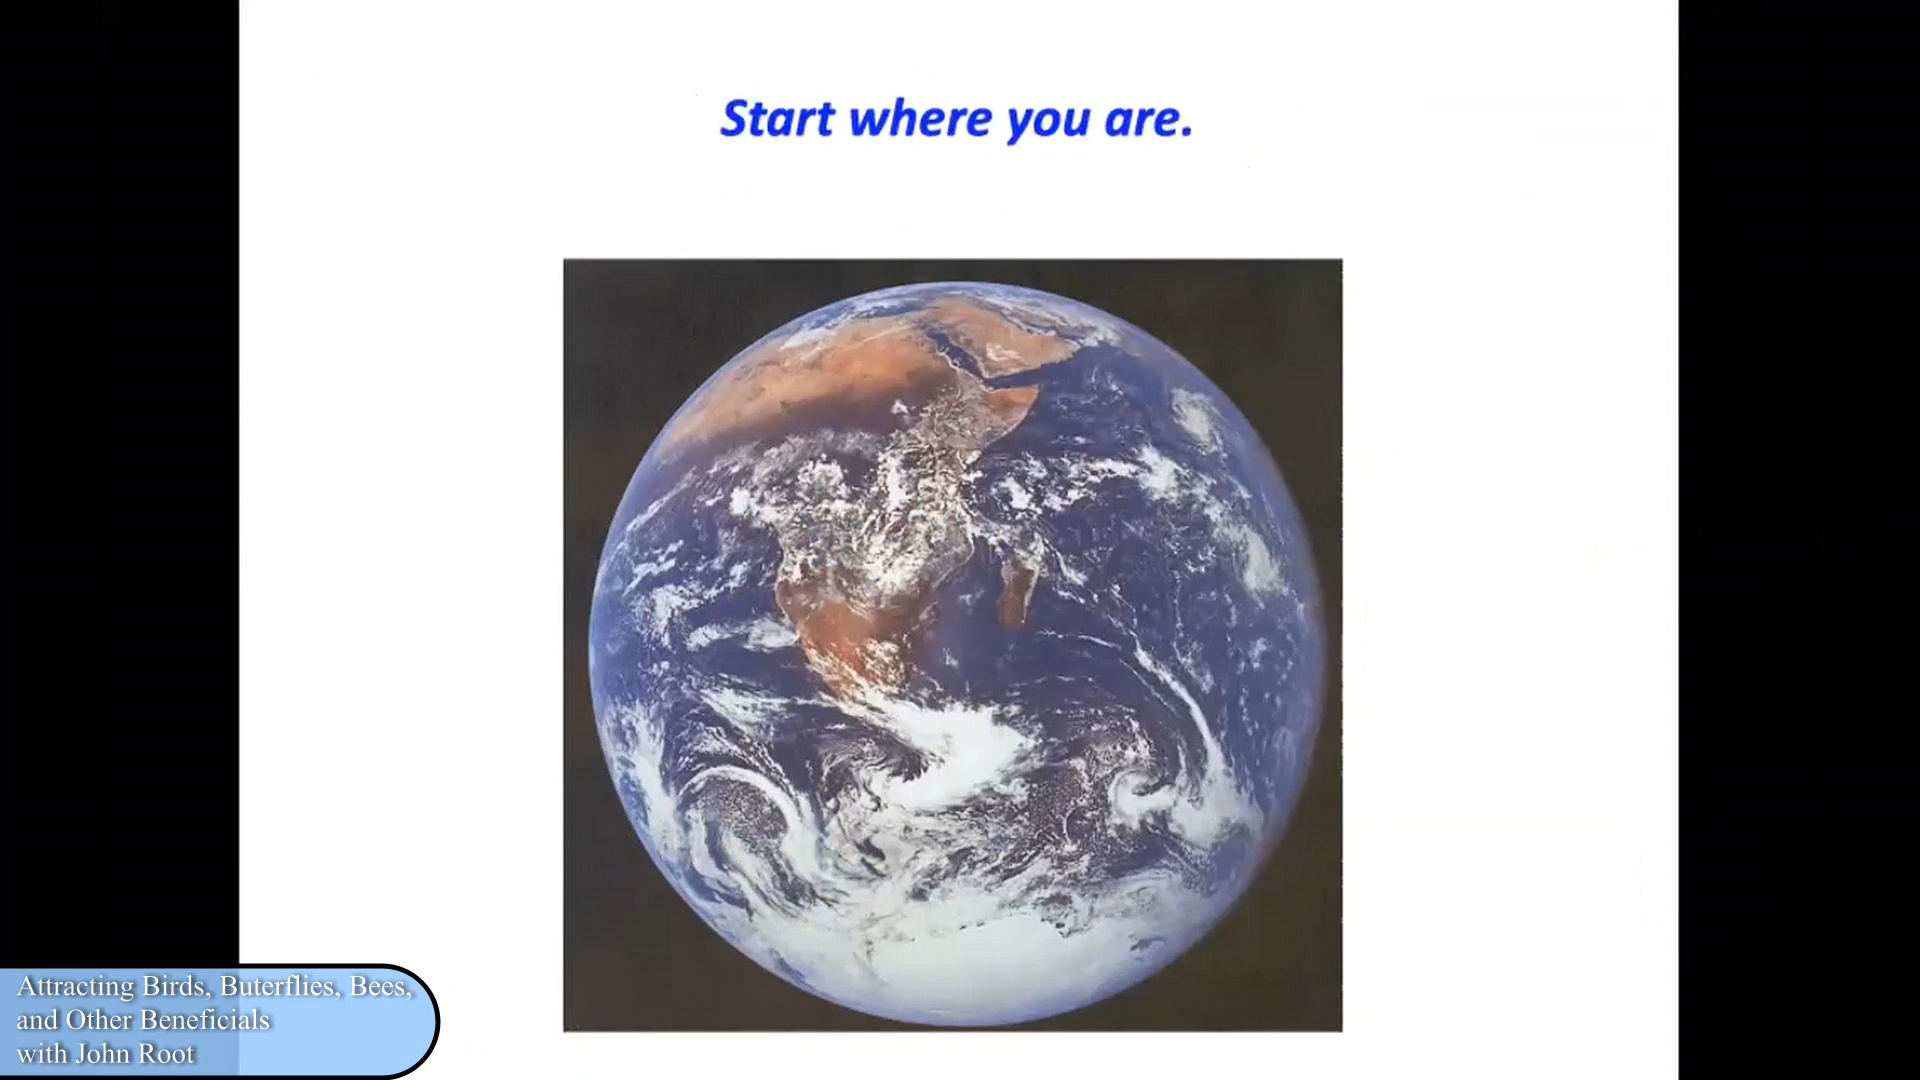 Start where you are.
Attracting Birds, Buterflies, Bees,
and Other Beneficials
with John Root